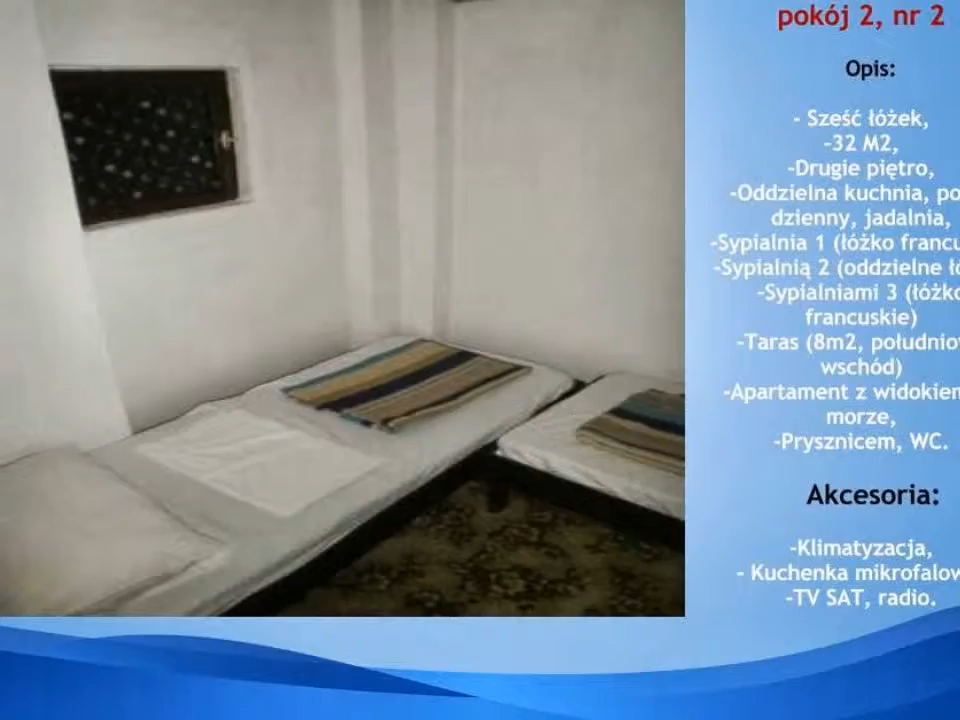 pokój 2, nr 2
Opis:
- Sześć łóżek,
-32 M2,
-Drugie piętro,
-Oddzielna kuchnia,
dzienny, jadalnia,
-Sypialnia 1 (łóżko
-Sypialnią 2 (oddzielne
-Sypialniami 3
francuskie)
-Taras (8m2,
wschód)
-Apartament z
morze,
-Prysznicem, WC.
Akcesoria:
-Klimatyzacja,
- Kuchenka
-TV SAT, radio.